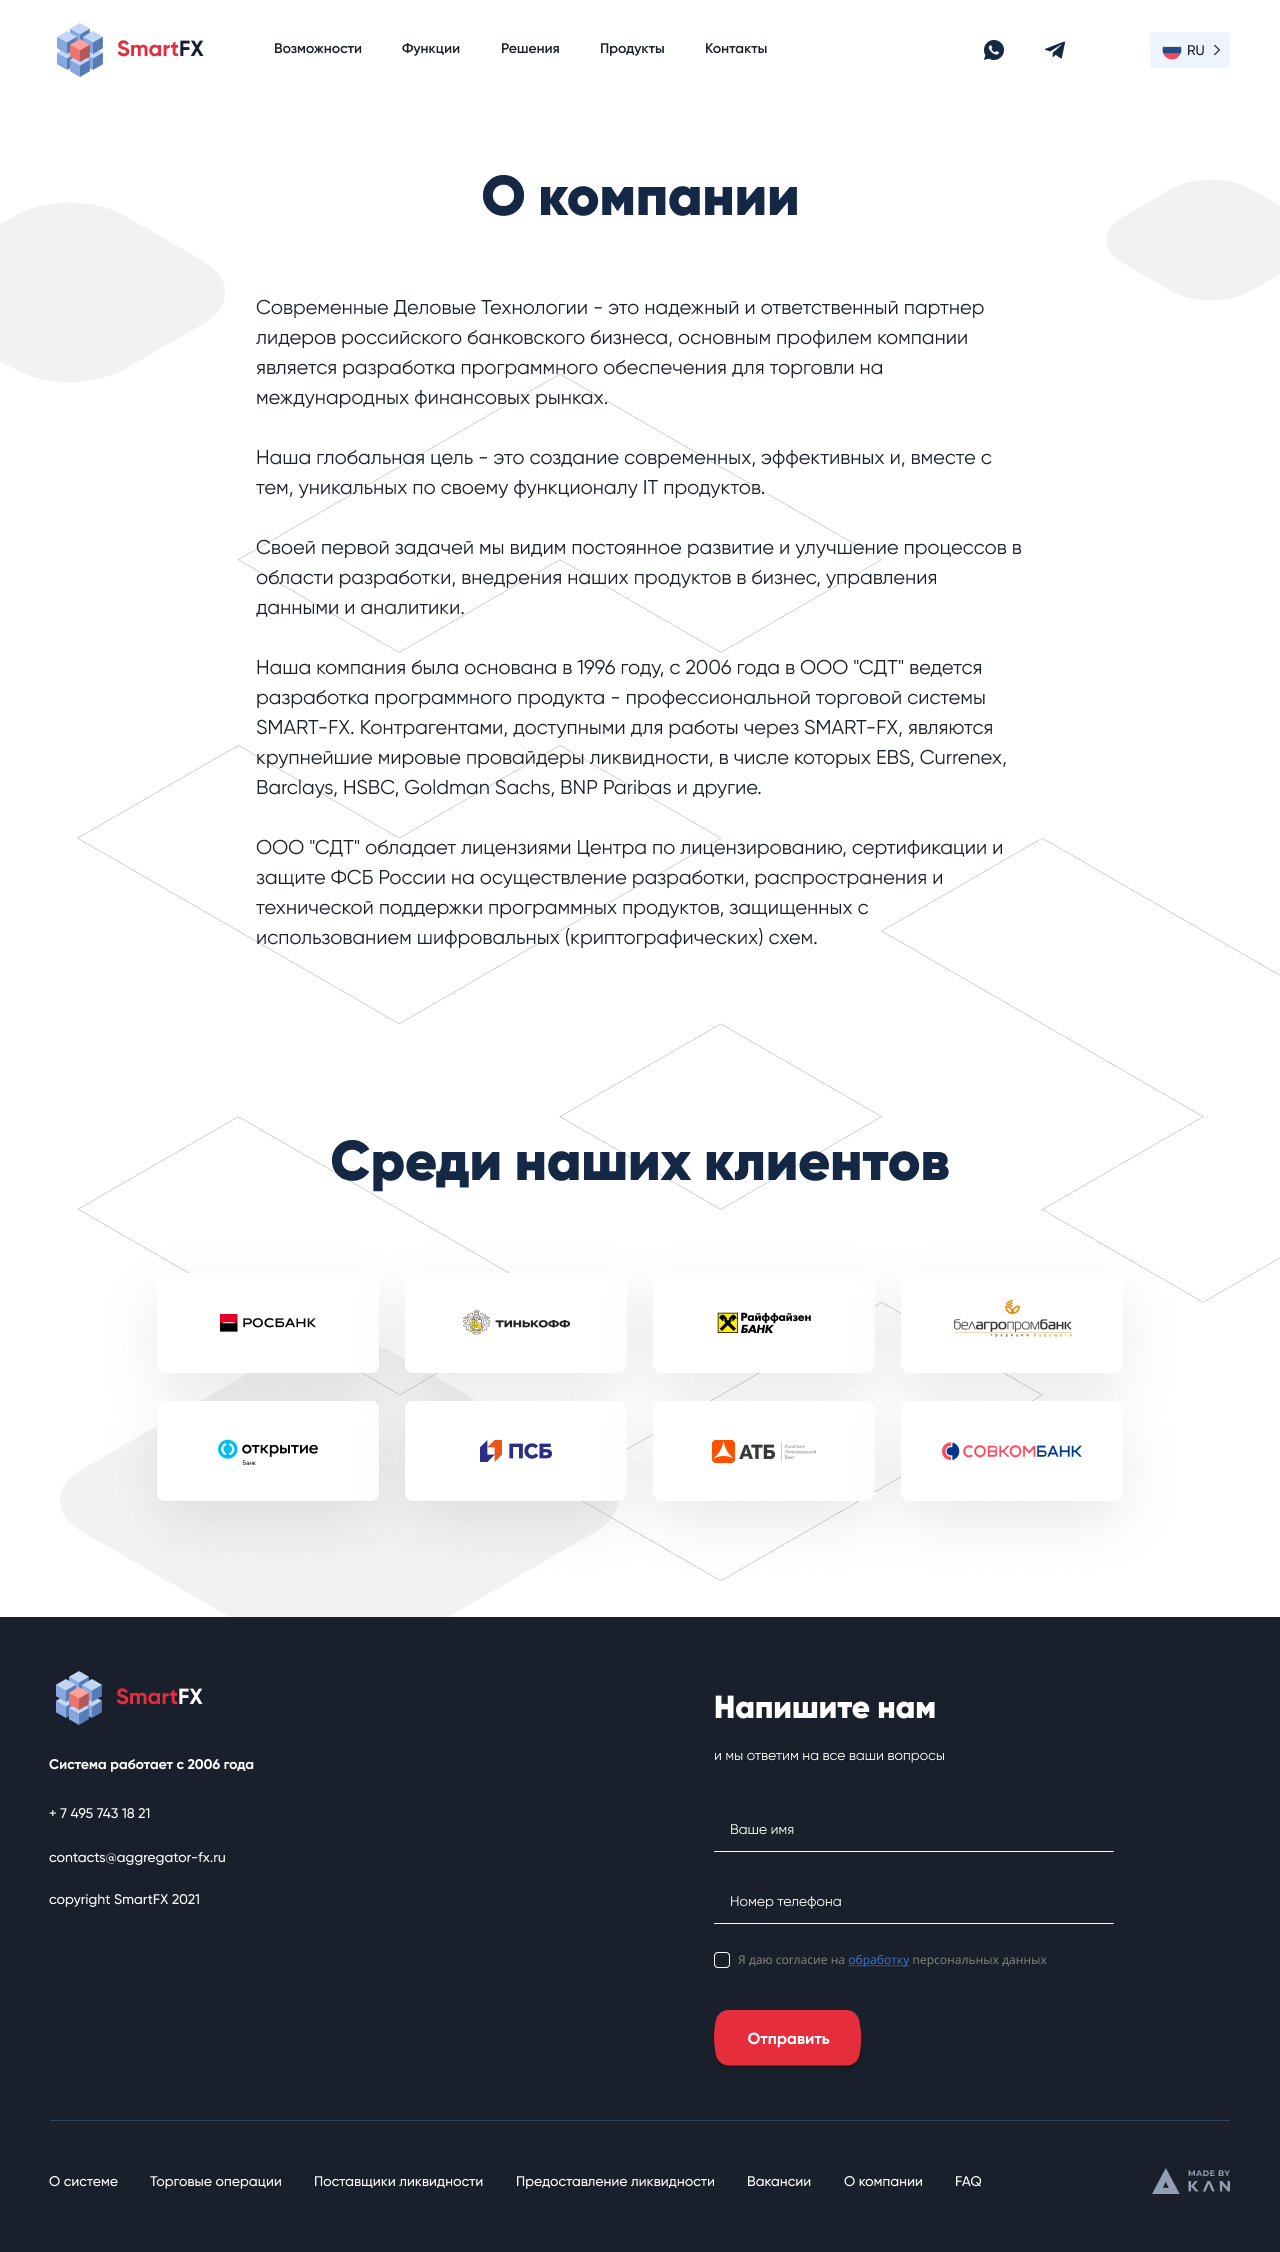 SmartFX
Возможности
Функции
Решения
Продукты
Контакты
RU
О компании
Современные Деловые Технологии - это надежный и ответственный партнер
лидеров российского банковского бизнеса, основным профилем компании
является разработка программного обеспечения для торговли на
международных финансовых рынках.
Наша глобальная цель - это создание современных, эффективных и, вместе с
тем, уникальных по своему функционалу IT продуктов.
Своей первой задачей мы видим постоянное развитие и улучшение процессов в
области разработки, внедрения наших продуктов в бизнес, управления
данными и аналитики.
Наша компания была основана в 1996 году, с 2006 года в ООО "СДТ" ведется
разработка программного продукта - профессиональной торговой системы
SMART-FX. Контрагентами, доступными для работы через SMART-FX, являются
крупнейшие мировые провайдеры ликвидности, в числе которых EBS, Currenex,
Barclays, HSBC, Goldman Sachs, BNP Paribas и другие.
ООО "СДТ" обладает лицензиями Центра по лицензированию, сертификации и
защите ФСБ России на осуществление разработки, распространения и
технической поддержки программных продуктов, защищенных с
использованием шифровальных (криптографических) схем.
Среди наших клиентов
РОСБАНК
ТИНЬКОФФ
Райффайзен
БАНК
белагропромбанк
традиции будущего
открытие
Банк
ПСБ
АТБ
Азиатско
Тихоокеанский
Банк
СОВКОМБАНК
SmartFX
Система работает с 2006 года
+ 7 495 743 18 21
contacts@aggregator-fx.ru
copyright SmartFX 2021
Напишите нам
и мы ответим на все ваши вопросы
Ваше имя
Номер телефона
Я даю согласие на обработку персональных данных
Отправить
О системе
Торговые операции
Поставщики ликвидности
Предоставление ликвидности
Вакансии
О компании
FAQ
MADE BY
KAN